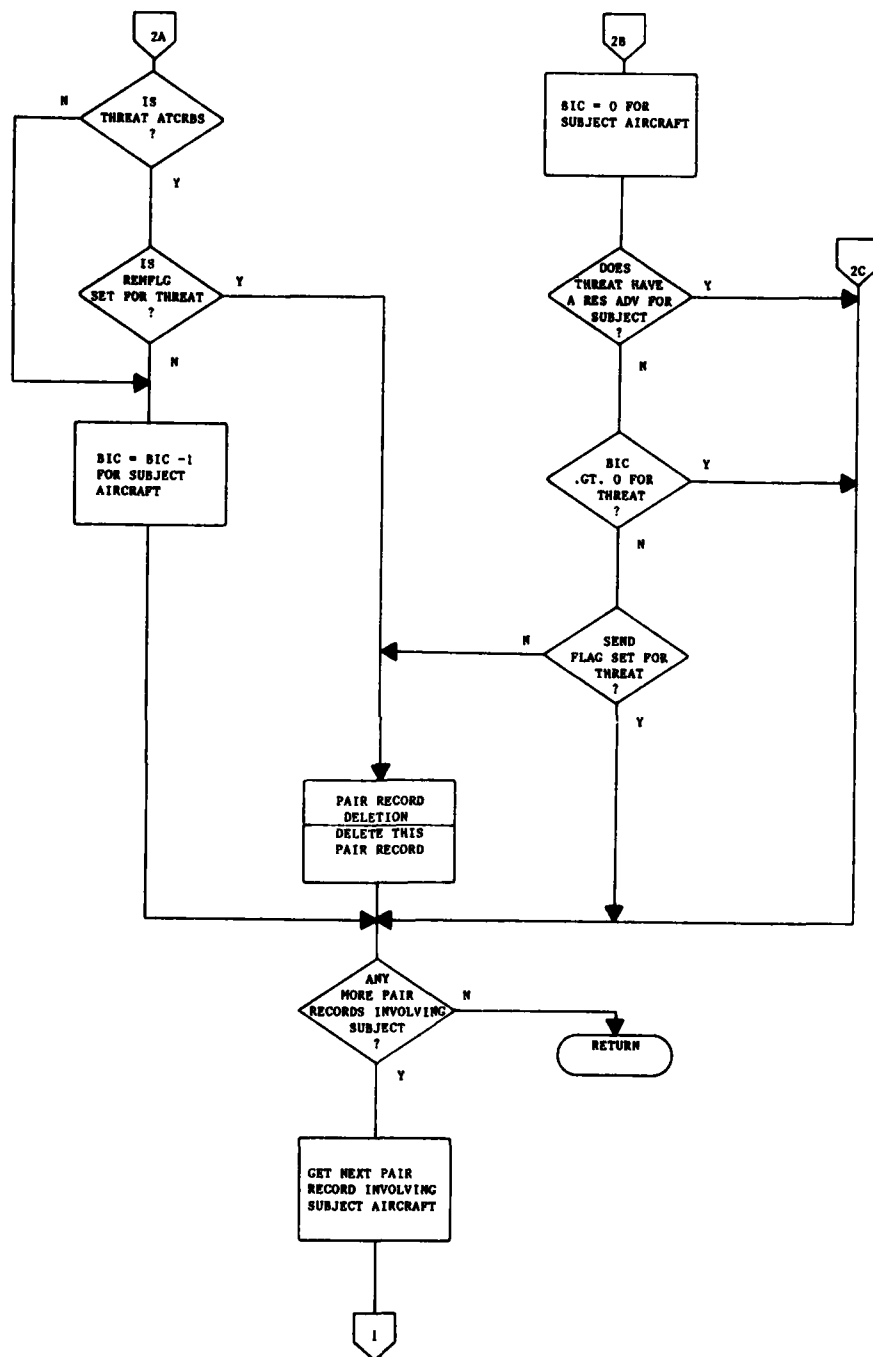 2A
IS
THREAT ATCRBS
?
N
Y
IS
REMFLG
SET FOR THREAT
?
Y
N
BIC = BIC -1
FOR SUBJECT
AIRCRAFT
2B
BIC = 0 FOR
SUBJECT AIRCRAFT
DOES
THREAT HAVE
A RES ADV FOR
SUBJECT
?
Y
N
2C
BIC
.GT. 0 FOR
THREAT
?
Y
N
SEND
FLAG SET FOR
THREAT
?
N
Y
PAIR RECORD
DELETION
DELETE THIS
PAIR RECORD
ANY
MORE PAIR
RECORDS INVOLVING
SUBJECT
?
N
Y
RETURN
GET NEXT PAIR
RECORD INVOLVING
SUBJECT AIRCRAFT
1